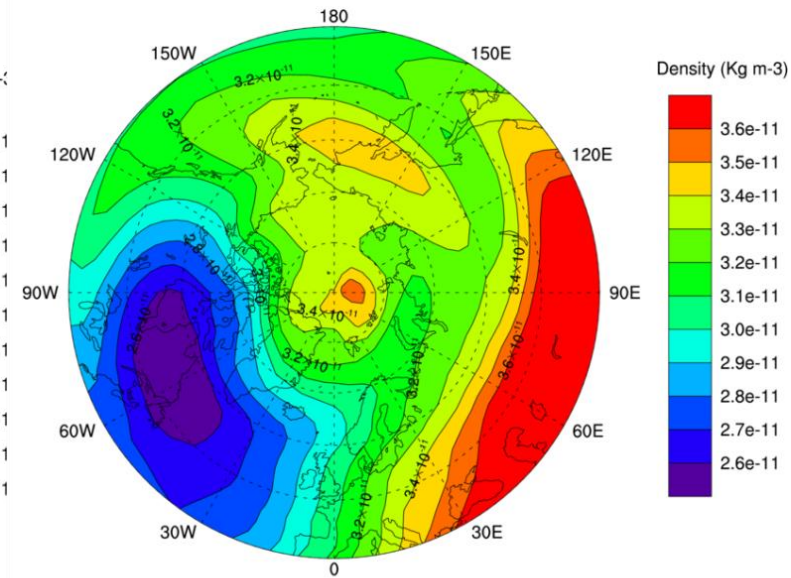 180
150W
150E
120W
120E
90W
90E
60W
60E
30W
30E
0
3.2×10⁻¹¹
3.2×10⁻¹¹
3.4×10⁻¹¹
2.8×10⁻¹¹
2.6×10⁻¹¹
3.4×10⁻¹¹
3.2×10⁻¹¹
3.2×10⁻¹¹
3.4×10⁻¹¹
3.6×10⁻¹¹
3.4×10⁻¹¹
3.2×10⁻¹¹
Density (Kg m-3)
3.6e-11
3.5e-11
3.4e-11
3.3e-11
3.2e-11
3.1e-11
3.0e-11
2.9e-11
2.8e-11
2.7e-11
2.6e-11